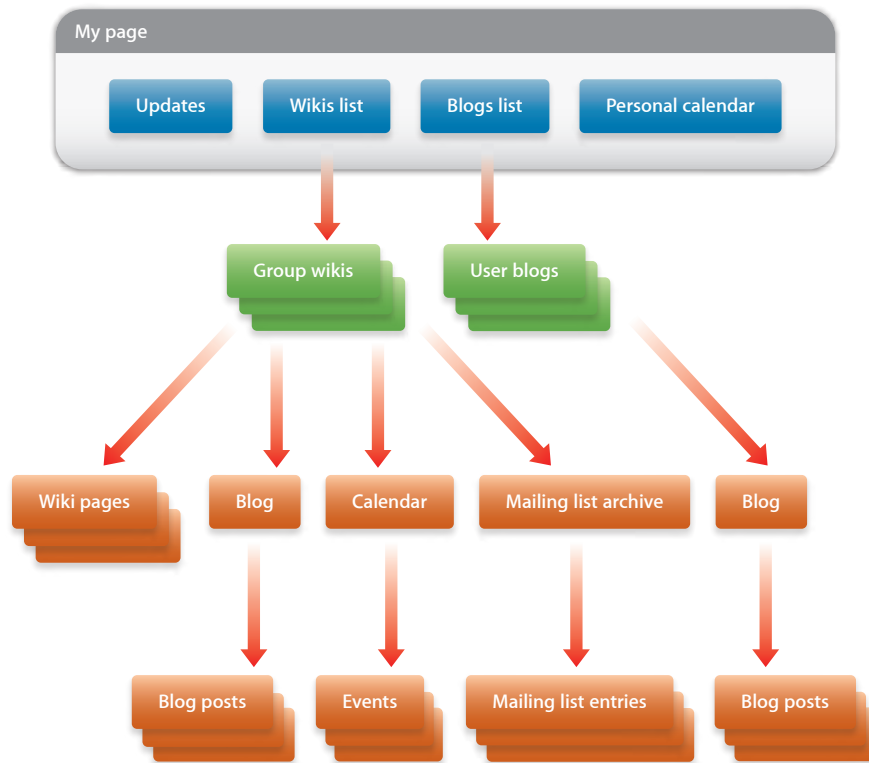 My page
Updates
Wikis list
Blogs list
Personal calendar
Group wikis
User blogs
Wiki pages
Blog
Calendar
Mailing list archive
Blog
Blog posts
Events
Mailing list entries
Blog posts